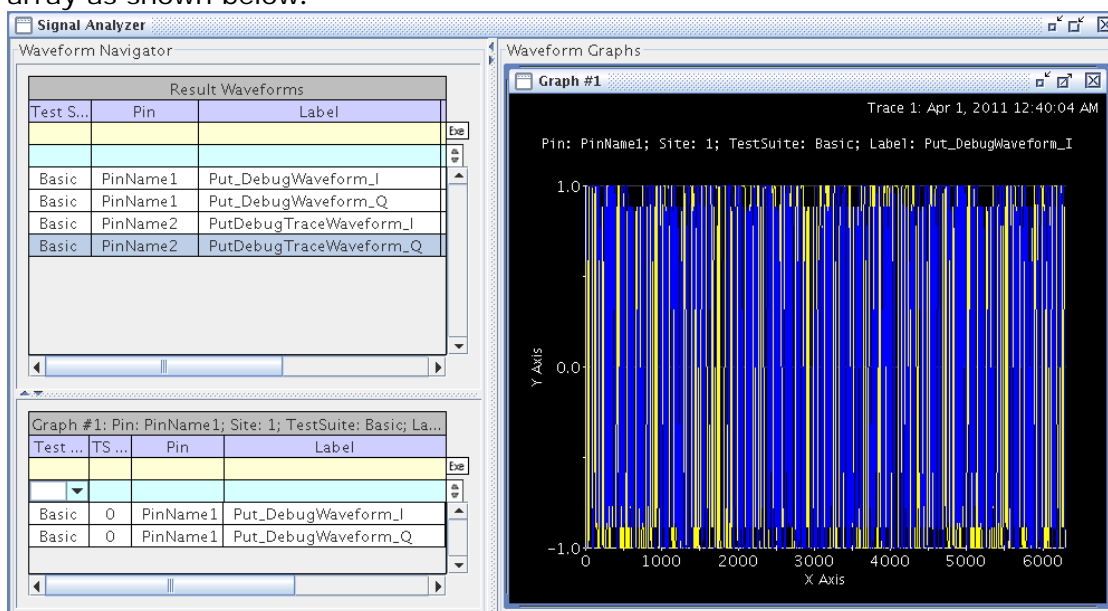 array as shown below.
Signal Analyzer
Waveform Navigator
Result Waveforms
Test S... Pin Label
Exe
Basic PinName1 Put_DebugWaveform_I
Basic PinName1 Put_DebugWaveform_Q
Basic PinName2 PutDebugTraceWaveform_I
Basic PinName2 PutDebugTraceWaveform_Q
Graph #1: Pin: PinName1; Site: 1; TestSuite: Basic; La...
Test ... TS ... Pin Label
Exe
Basic 0 PinName1 Put_DebugWaveform_I
Basic 0 PinName1 Put_DebugWaveform_Q
Waveform Graphs
Graph #1
Trace 1: Apr 1, 2011 12:40:04 AM
Pin: PinName1; Site: 1; TestSuite: Basic; Label: Put_DebugWaveform_I
1.0
0.0
-1.0
Y Axis
0 1000 2000 3000 4000 5000 6000
X Axis